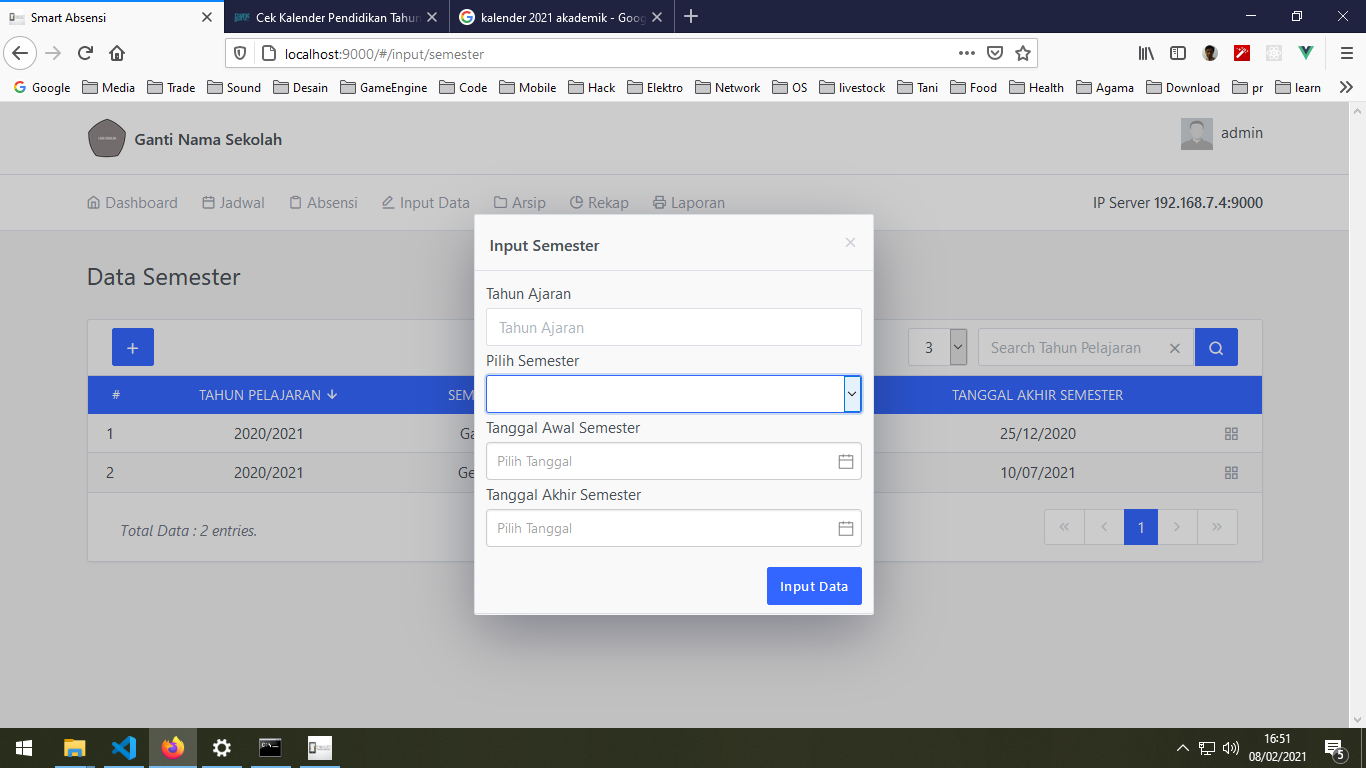 Smart Absensi
Cek Kalender Pendidikan Tahun
kalender 2021 akademik - Goog
localhost:9000/#/input/semester
Google Media Trade Sound Desain GameEngine Code Mobile Hack Elektro Network OS livestock Tani Food Health Agama Download pr learn
Ganti Nama Sekolah
admin
Dashboard Jadwal Absensi Input Data Arsip Rekap Laporan
IP Server 192.168.7.4:9000
Data Semester
Input Semester
Tahun Ajaran
Tahun Ajaran
Pilih Semester
Tanggal Awal Semester
Pilih Tanggal
Tanggal Akhir Semester
Pilih Tanggal
Input Data
+
3
Search Tahun Pelajaran
# TAHUN PELAJARAN SEM TANGGAL AKHIR SEMESTER
1 2020/2021 Ga 25/12/2020
2 2020/2021 Ge 10/07/2021
Total Data : 2 entries.
« ‹ 1 › »
16:51
08/02/2021
5